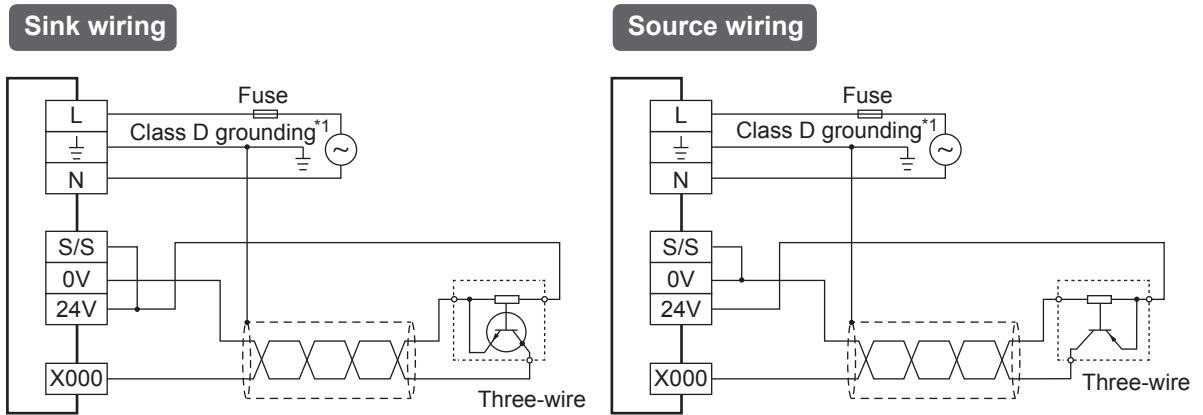 Sink wiring
L
N
S/S
0V
24V
X000
Fuse
Class D grounding*1
~
Three-wire
Source wiring
L
N
S/S
0V
24V
X000
Fuse
Class D grounding*1
~
Three-wire